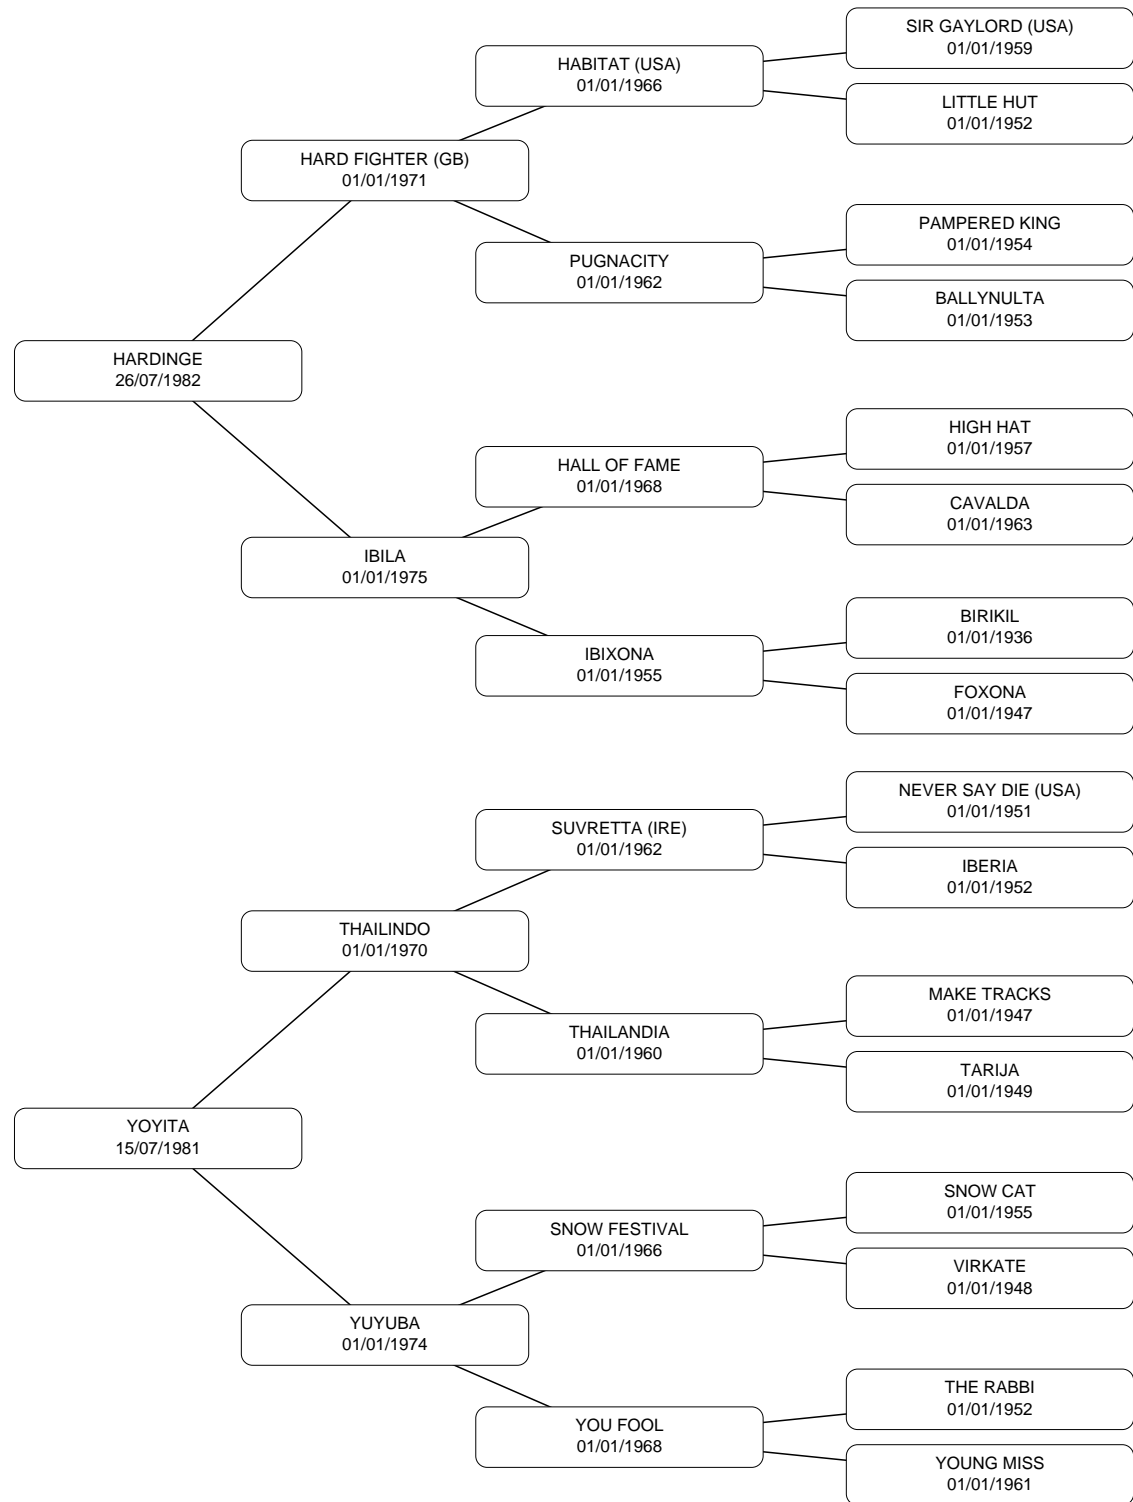 SIR GAYLORD (USA)
01/01/1959
HABITAT (USA)
01/01/1966
LITTLE HUT
01/01/1952
HARD FIGHTER (GB)
01/01/1971
PAMPERED KING
01/01/1954
PUGNACITY
01/01/1962
BALLYNULTA
01/01/1953
HARDINGE
26/07/1982
HIGH HAT
01/01/1957
HALL OF FAME
01/01/1968
CAVALDA
01/01/1963
IBILA
01/01/1975
BIRIKIL
01/01/1936
IBIXONA
01/01/1955
FOXONA
01/01/1947
NEVER SAY DIE (USA)
01/01/1951
SUVRETTA (IRE)
01/01/1962
IBERIA
01/01/1952
THAILINDO
01/01/1970
MAKE TRACKS
01/01/1947
THAILANDIA
01/01/1960
TARIJA
01/01/1949
YOYITA
15/07/1981
SNOW CAT
01/01/1955
SNOW FESTIVAL
01/01/1966
VIRKATE
01/01/1948
YUYUBA
01/01/1974
THE RABBI
01/01/1952
YOU FOOL
01/01/1968
YOUNG MISS
01/01/1961